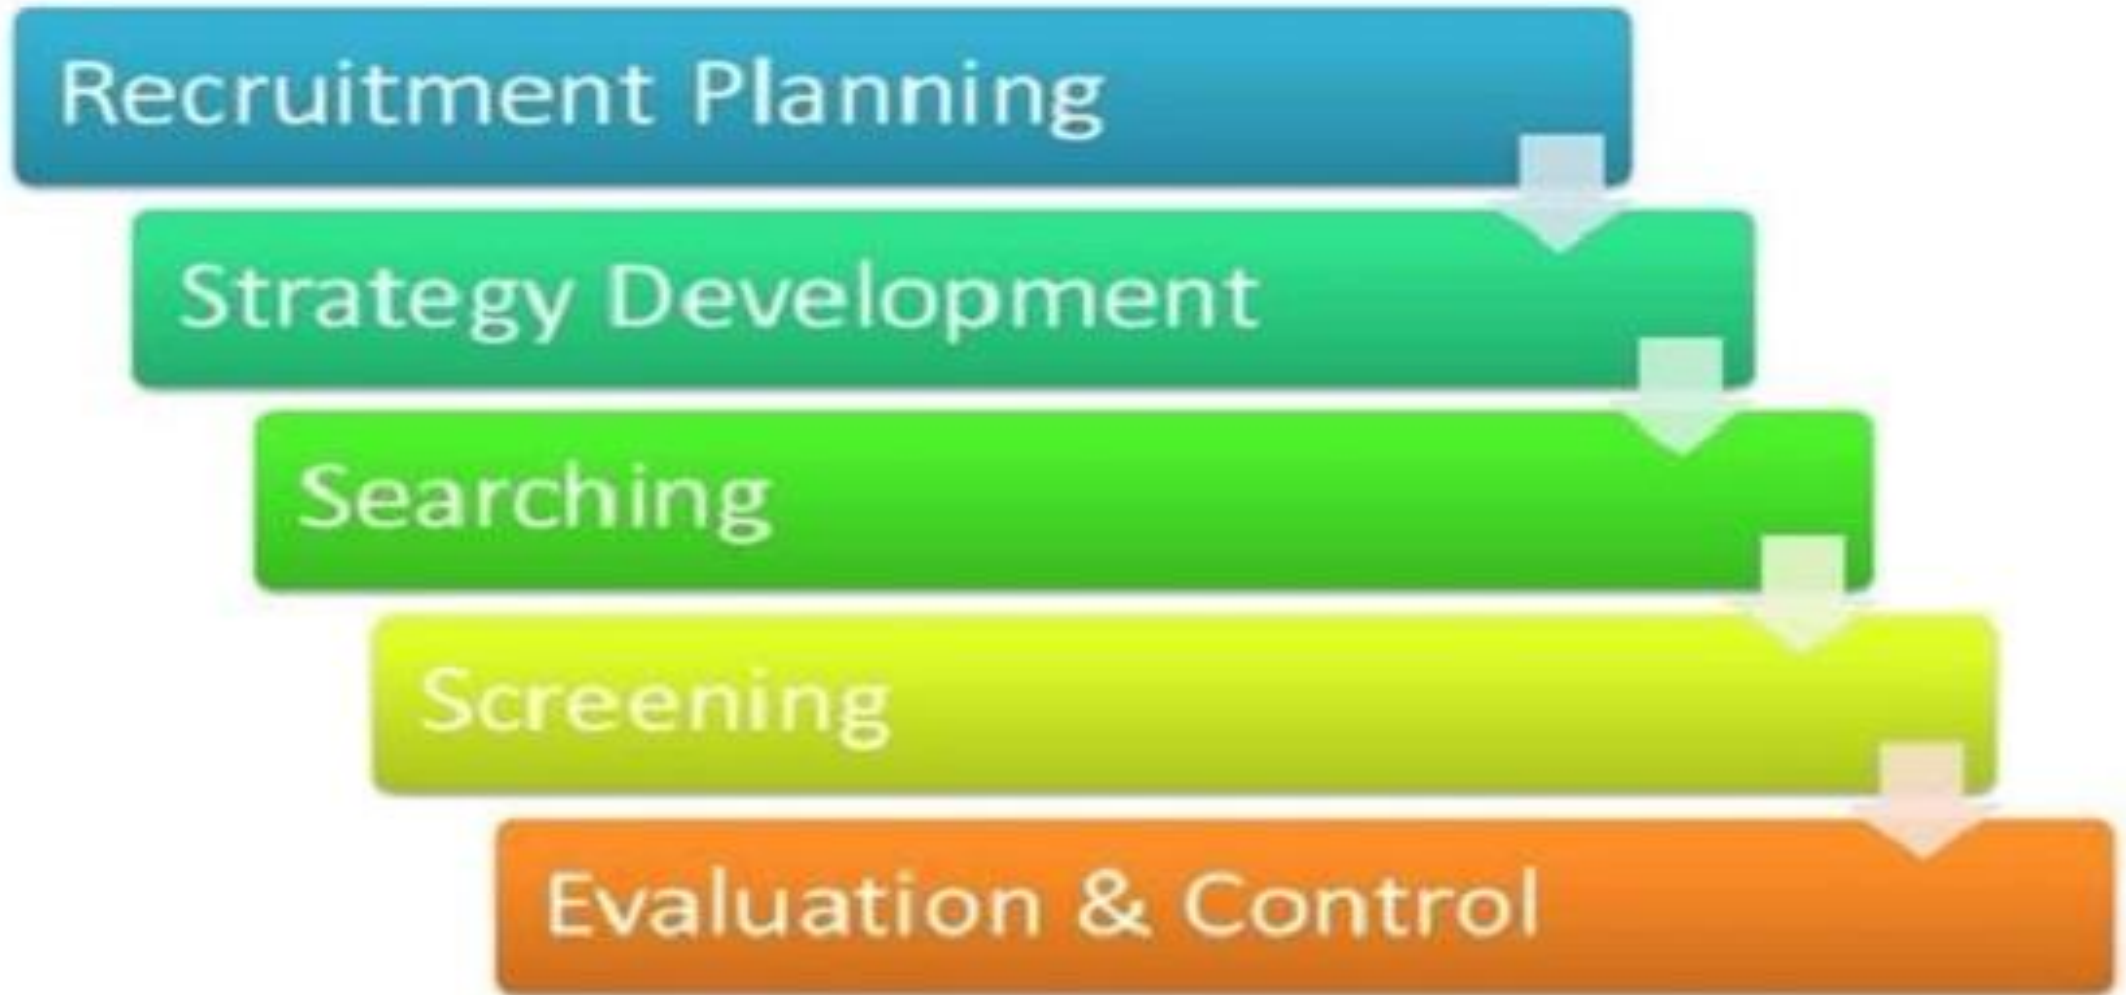 Recruitment Planning
Strategy Development
Searching
Screening
Evaluation & Control